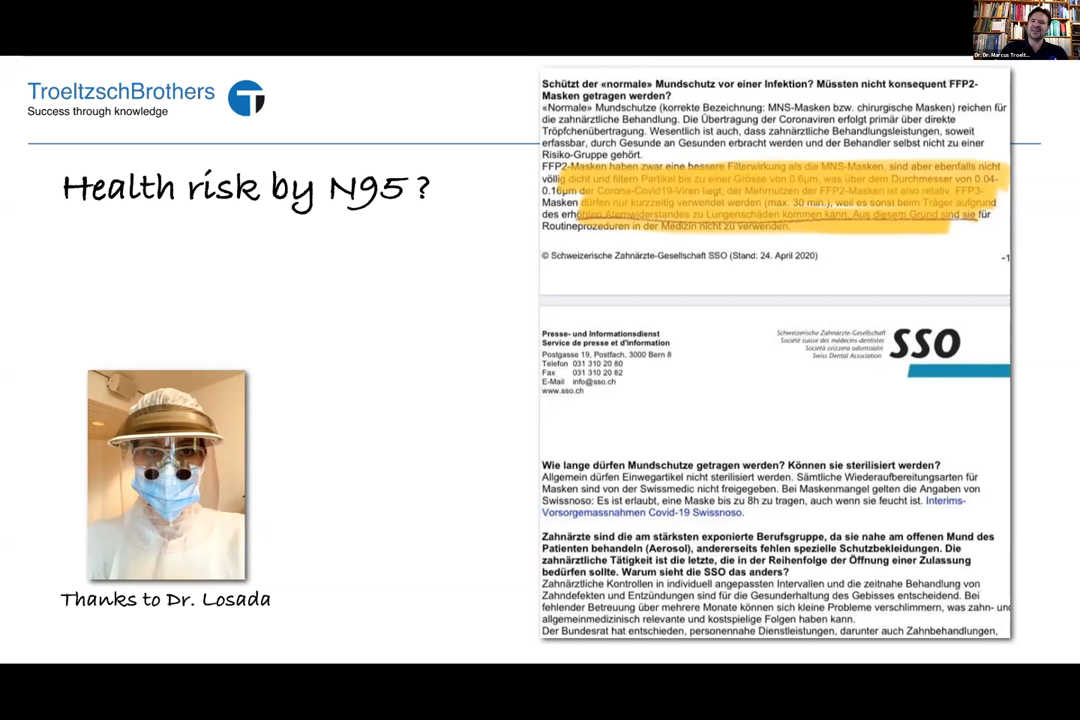 Dr. Dr. Marcus Troelt...
TroeltzschBrothers
Success through knowledge
Health risk by N95?
Thanks to Dr. Losada
Schützt der «normale» Mundschutz vor einer Infektion? Müssten nicht konsequent FFP2-
Masken getragen werden?
«Normale» Mundschutze (korrekte Bezeichnung: MNS-Masken bzw. chirurgische Masken) reichen für
die zahnärztliche Behandlung. Die Übertragung der Coronaviren erfolgt primär über direkte
Tröpfchenübertragung. Wesentlich ist auch, dass zahnärztliche Behandlungsleistungen, soweit
erfassbar, durch Gesunde an Gesunden erbracht werden und der Behandler selbst nicht zu einer
Risiko-Gruppe gehört.
FFP2-Masken haben zwar eine bessere Filterwirkung als die MNS-Masken, sind aber ebenfalls nicht
völlig dicht und filtern Partikel bis zu einer Grösse von 0.6µm, was über dem Durchmesser von 0.04-
0.16µm der Corona-Covid19-Viren liegt, der Mehrnutzen der FFP2-Masken ist also relativ. FFP3-
Masken dürfen nur kurzzeitig verwendet werden (max. 30 min.), weil es sonst beim Träger aufgrund
des erhöhten Atemwiderstandes zu Lungenschäden kommen kann. Aus diesem Grund sind sie für
Routineprozeduren in der Medizin nicht zu verwenden.
© Schweizerische Zahnärzte-Gesellschaft SSO (Stand: 24. April 2020)
-1
Presse- und Informationsdienst
Service de presse et d'information
Postgasse 19, Postfach, 3000 Bern 8
Telefon 031 310 20 80
Fax 031 310 20 82
E-Mail info@sso.ch
www.sso.ch
Schweizerische Zahnärzte-Gesellschaft
Société suisse des médecins-dentistes
Società svizzera odontoiatri
Swiss Dental Association
SSO
Wie lange dürfen Mundschutze getragen werden? Können sie sterilisiert werden?
Allgemein dürfen Einwegartikel nicht sterilisiert werden. Sämtliche Wiederaufbereitungsarten für
Masken sind von der Swissmedic nicht freigegeben. Bei Maskenmangel gelten die Angaben von
Swissnoso: Es ist erlaubt, eine Maske bis zu 8h zu tragen, auch wenn sie feucht ist. Interims-
Vorsorgemassnahmen Covid-19 Swissnoso.
Zahnärzte sind die am stärksten exponierte Berufsgruppe, da sie nahe am offenen Mund des
Patienten behandeln (Aerosol), andererseits fehlen spezielle Schutzbekleidungen. Die
zahnärztliche Tätigkeit ist die letzte, die in der Reihenfolge der Öffnung einer Zulassung
bedürfen sollte. Warum sieht die SSO das anders?
Zahnärztliche Kontrollen in individuell angepassten Intervallen und die zeitnahe Behandlung von
Zahndefekten und Entzündungen sind für die Gesunderhaltung des Gebisses entscheidend. Bei
fehlender Betreuung über mehrere Monate können sich kleine Probleme verschlimmern, was zahn- und
allgemeinmedizinisch relevante und kostspielige Folgen haben kann.
Der Bundesrat hat entschieden, personennahe Dienstleistungen, darunter auch Zahnbehandlungen,